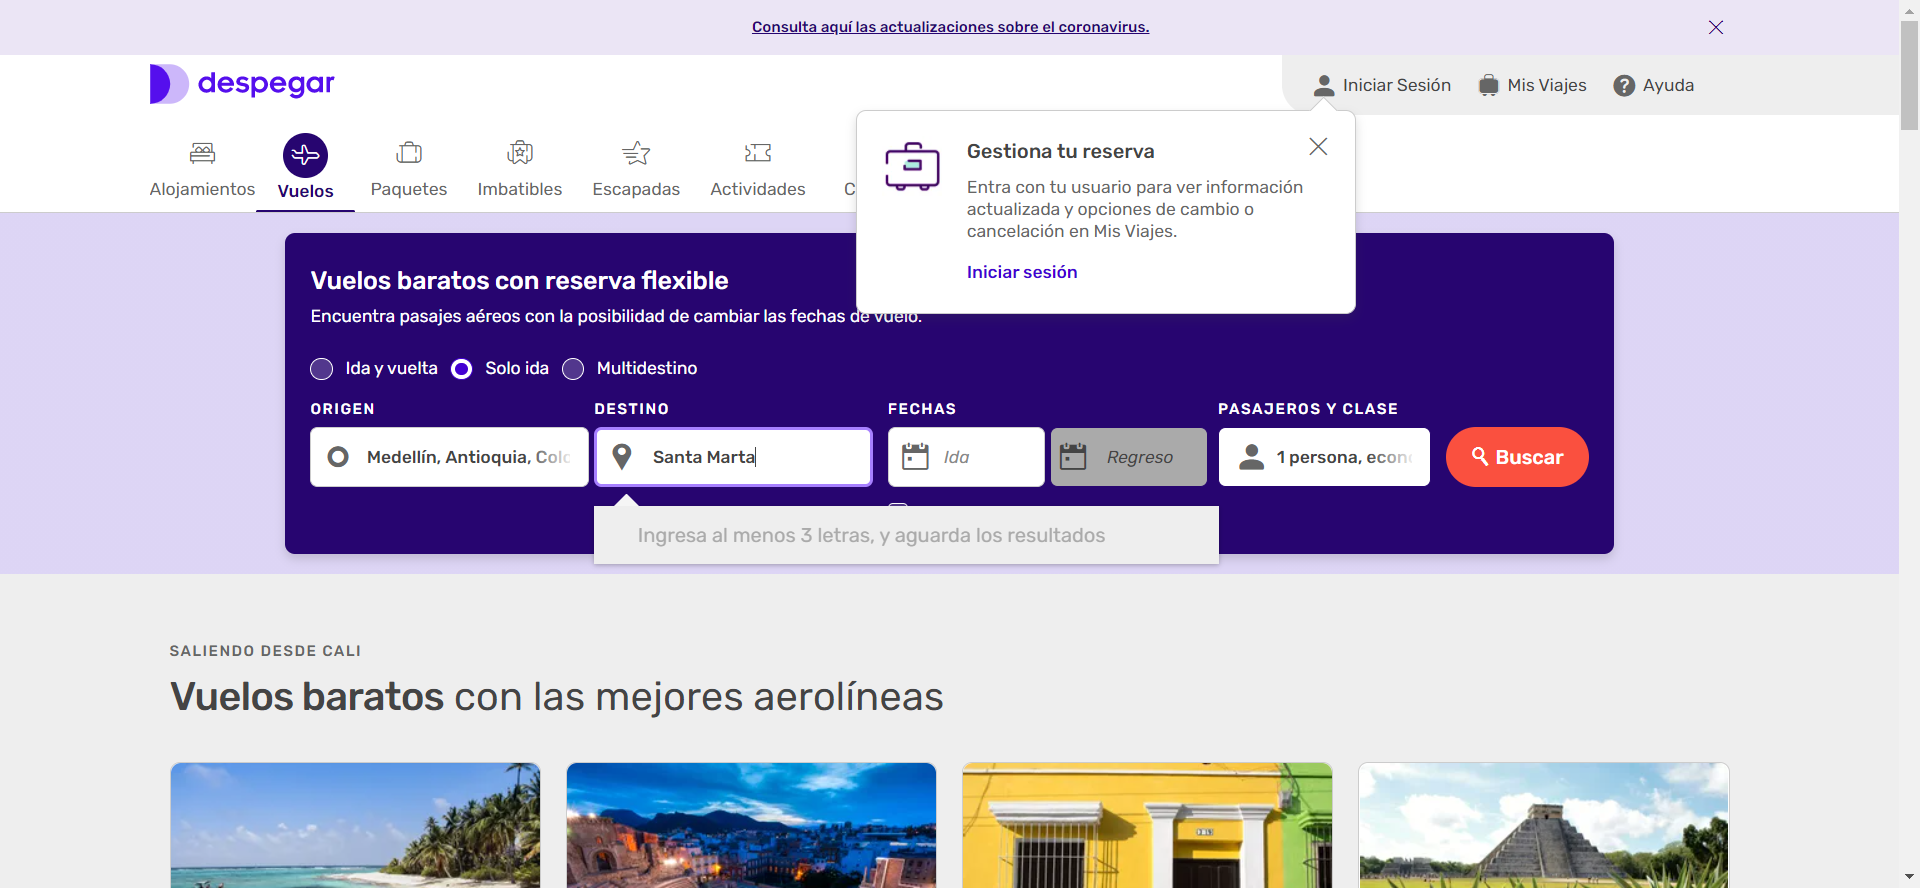 Consulta aquí las actualizaciones sobre el coronavirus.
despegar
Iniciar Sesión
Mis Viajes
Ayuda
Alojamientos
Vuelos
Paquetes
Imbatibles
Escapadas
Actividades
C
Gestiona tu reserva
Entra con tu usuario para ver información
actualizada y opciones de cambio o
cancelación en Mis Viajes.
Iniciar sesión
Vuelos baratos con reserva flexible
Encuentra pasajes aéreos con la posibilidad de cambiar las fechas de vuelo.
Ida y vuelta
Solo ida
Multidestino
ORIGEN
DESTINO
FECHAS
PASAJEROS Y CLASE
Medellín, Antioquia, Colo
Santa Marta
Ida
Regreso
1 persona, econ
Buscar
Ingresa al menos 3 letras, y aguarda los resultados
SALIENDO DESDE CALI
Vuelos baratos con las mejores aerolíneas